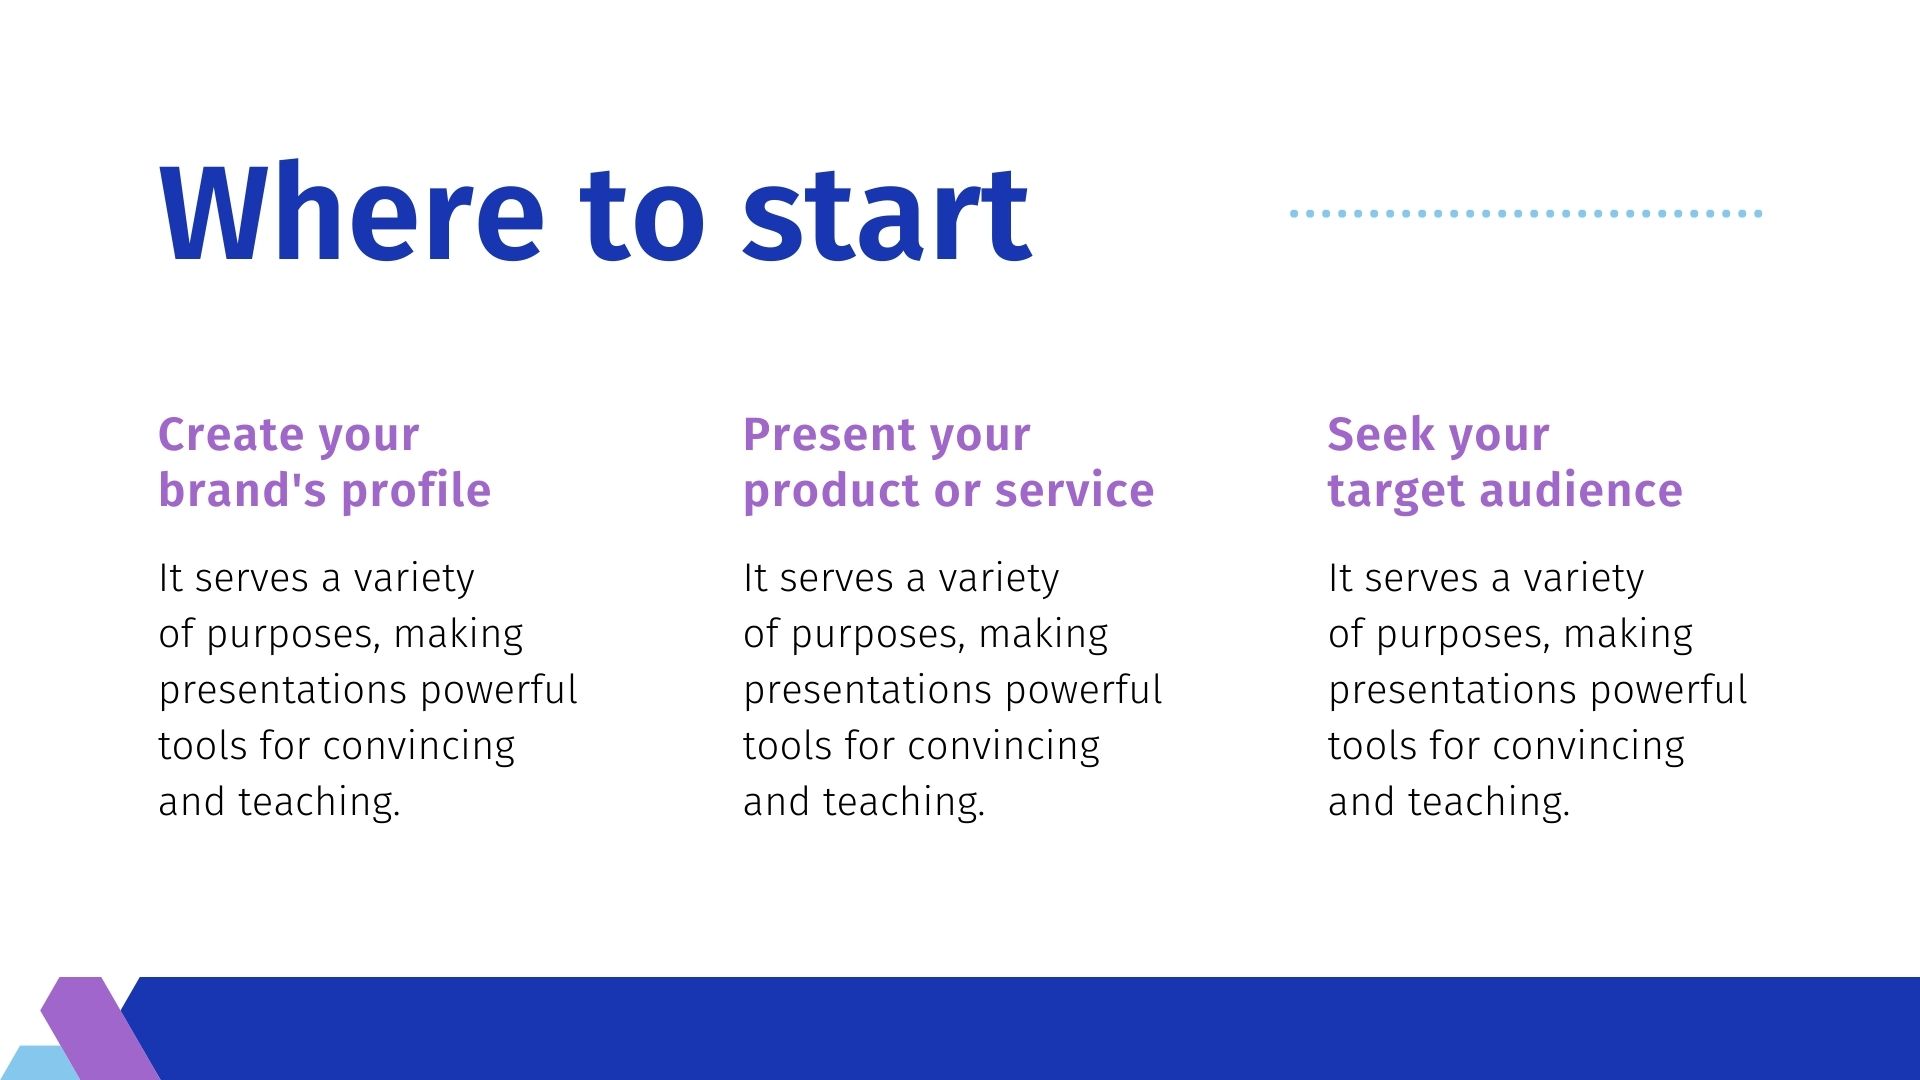 Where to start
Create your
brand's profile
It serves a variety
of purposes, making
presentations powerful
tools for convincing
and teaching.
Present your
product or service
It serves a variety
of purposes, making
presentations powerful
tools for convincing
and teaching.
Seek your
target audience
It serves a variety
of purposes, making
presentations powerful
tools for convincing
and teaching.